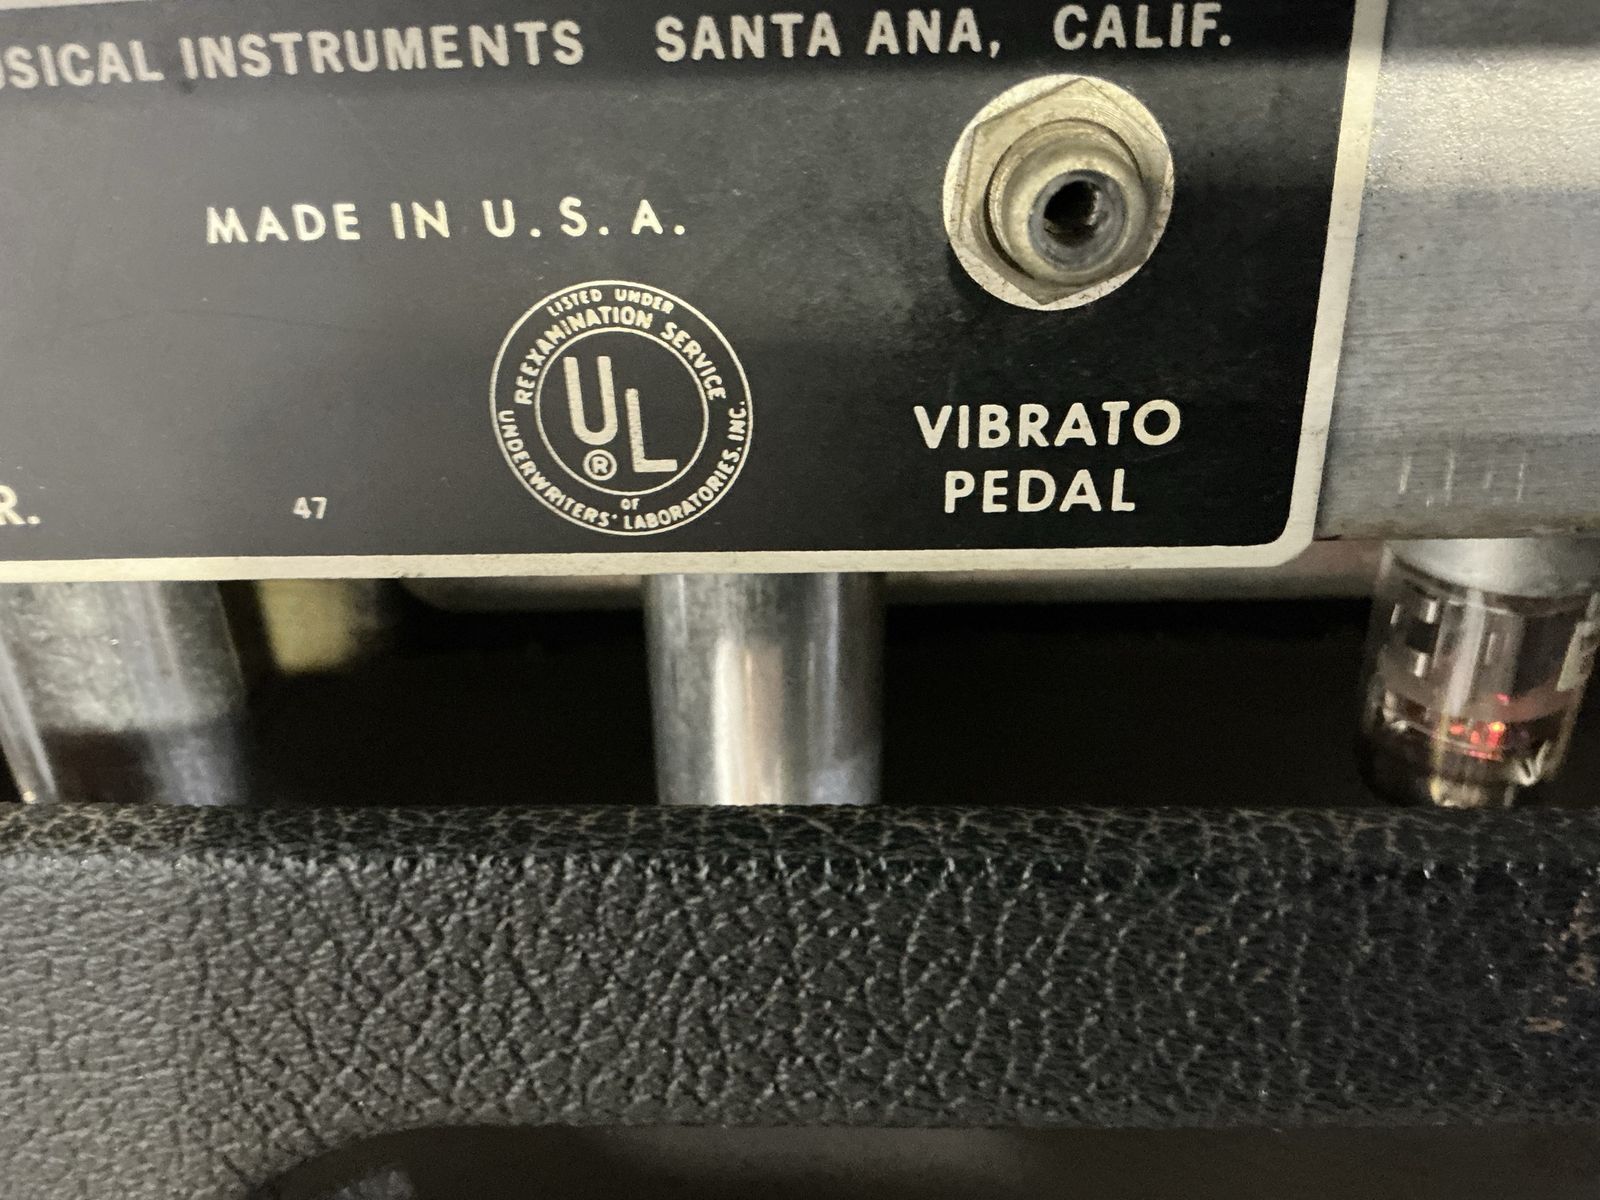 USICAL INSTRUMENTS SANTA ANA, CALIF.
MADE IN U.S.A.
LISTED UNDER
REEXAMINATION SERVICE
UL
®
OF
UNDERWRITERS' LABORATORIES, INC.
VIBRATO
PEDAL
R.
47